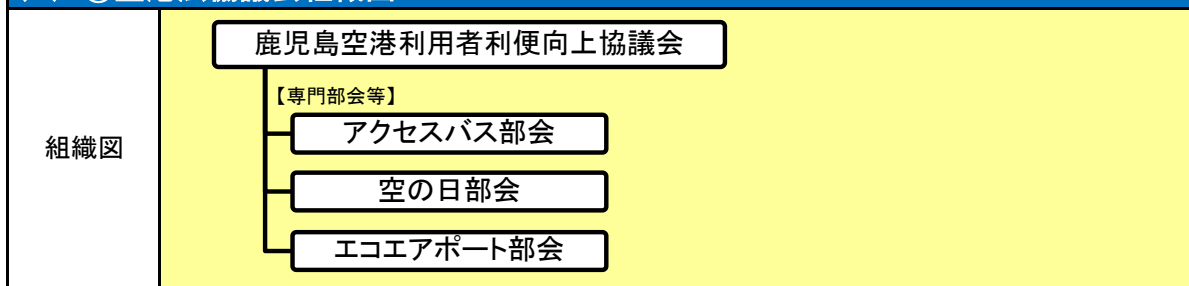 鹿児島空港利用者利便向上協議会
【専門部会等】
アクセスバス部会
組織図
空の日部会
エコエアポート部会